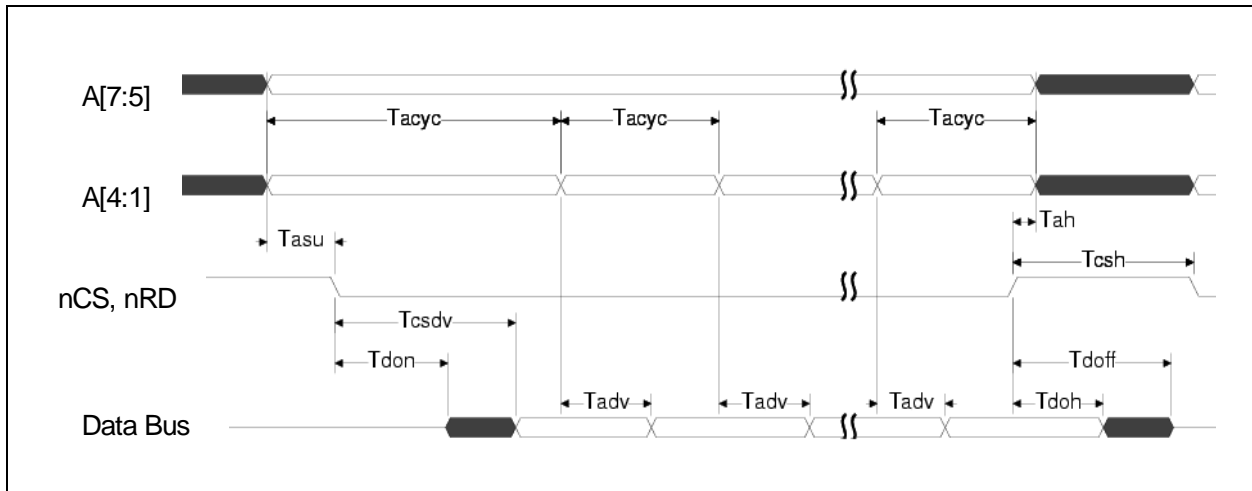 A[7:5]
Tacyc Tacyc Tacyc
A[4:1]
Tah
Tasu
Tcsh
nCS, nRD
Tcsdv
Tdon Tdoff
Tadv Tadv Tadv Tdoh
Data Bus